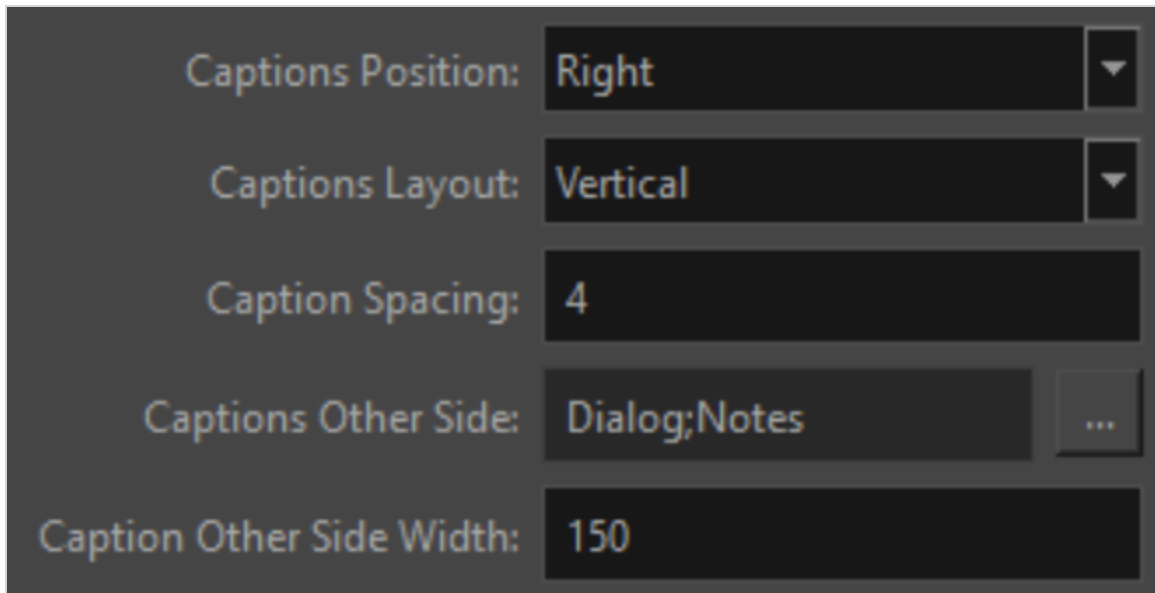 Captions Position: Right
Captions Layout: Vertical
Caption Spacing: 4
Captions Other Side: Dialog;Notes ...
Caption Other Side Width: 150